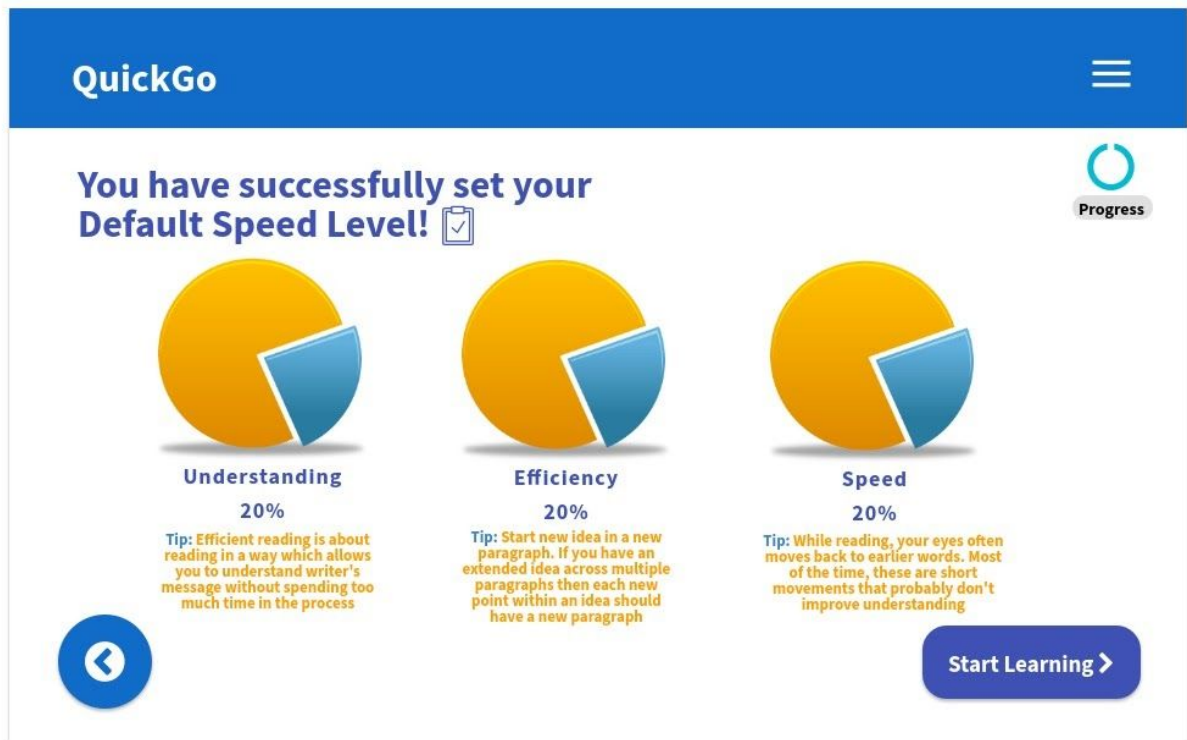 QuickGo
You have successfully set your
Default Speed Level!
Progress
Understanding
20%
Tip: Efficient reading is about
reading in a way which allows
you to understand writer's
message without spending too
much time in the process
Efficiency
20%
Tip: Start new idea in a new
paragraph. If you have an
extended idea across multiple
paragraphs then each new
point within an idea should
have a new paragraph
Speed
20%
Tip: While reading, your eyes often
moves back to earlier words. Most
of the time, these are short
movements that probably don't
improve understanding
Start Learning